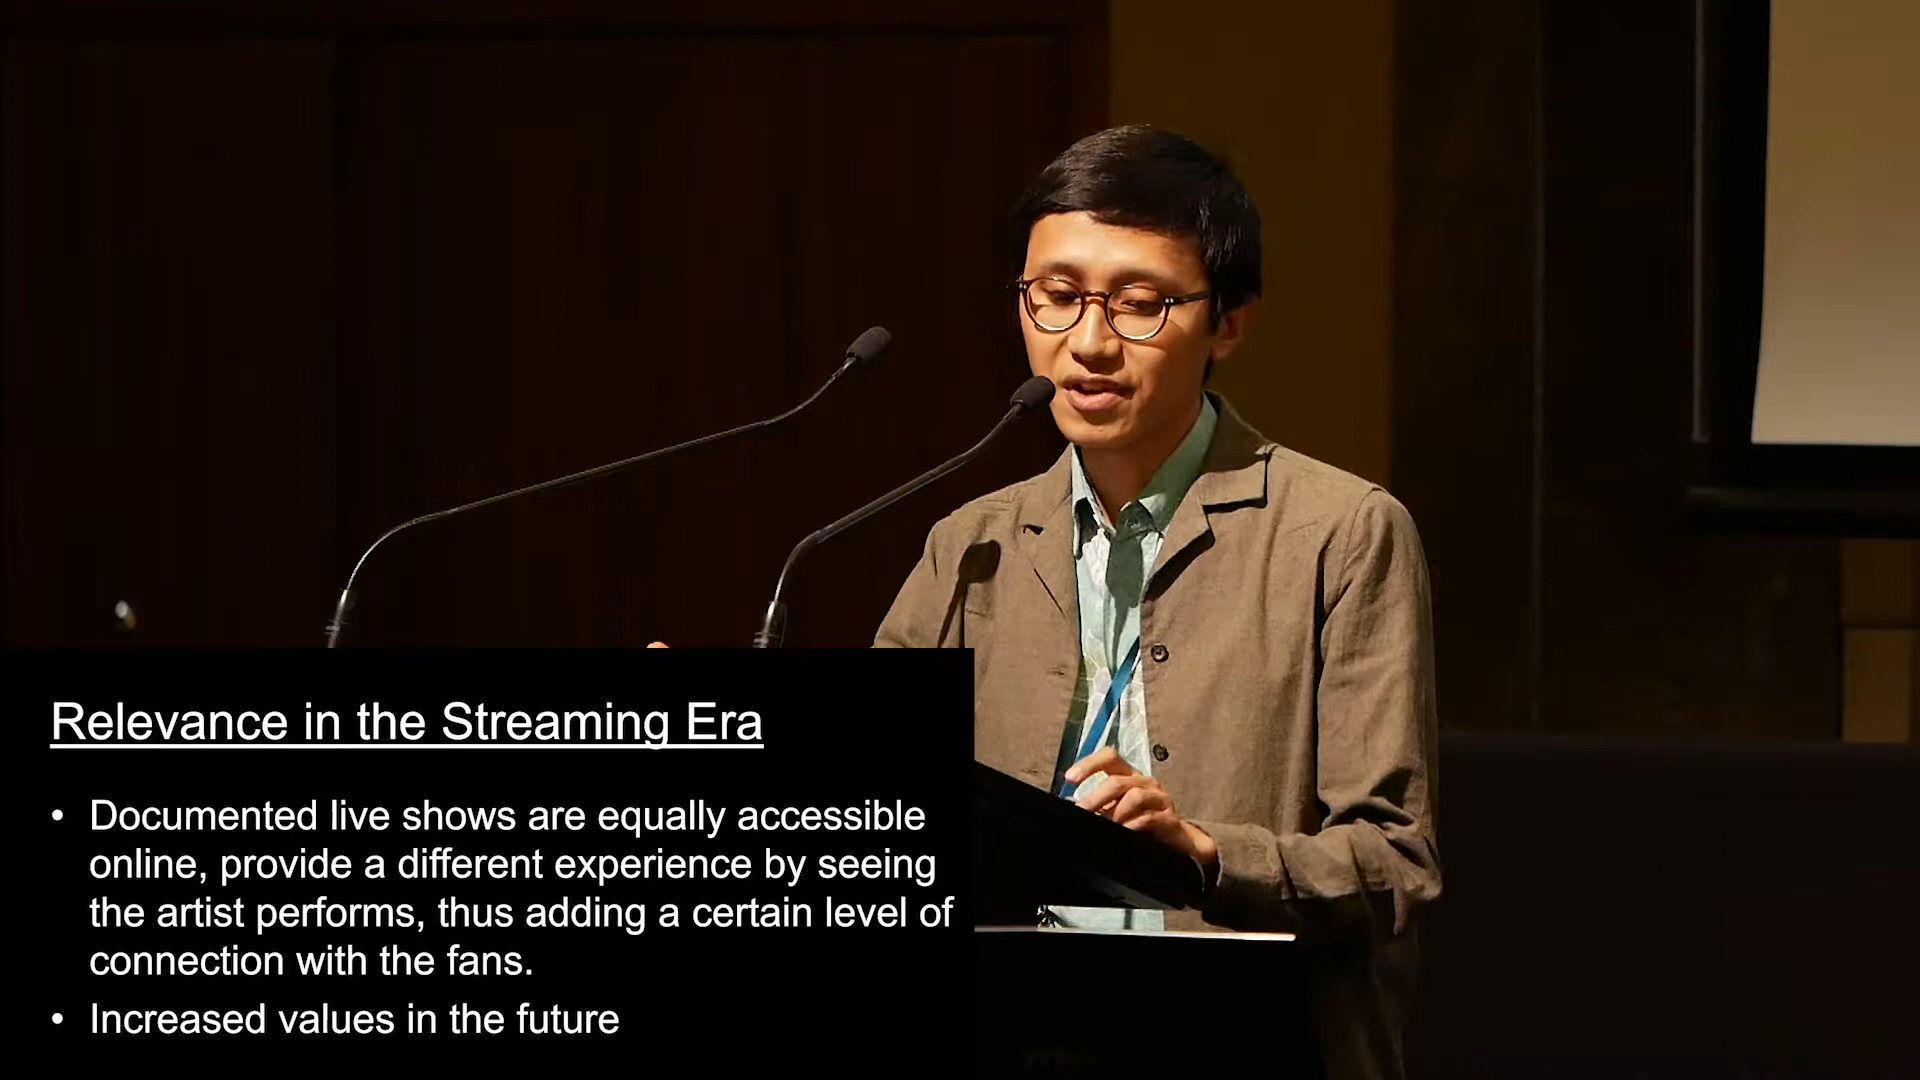 Relevance in the Streaming Era
• Documented live shows are equally accessible
online, provide a different experience by seeing
the artist performs, thus adding a certain level of
connection with the fans.
• Increased values in the future